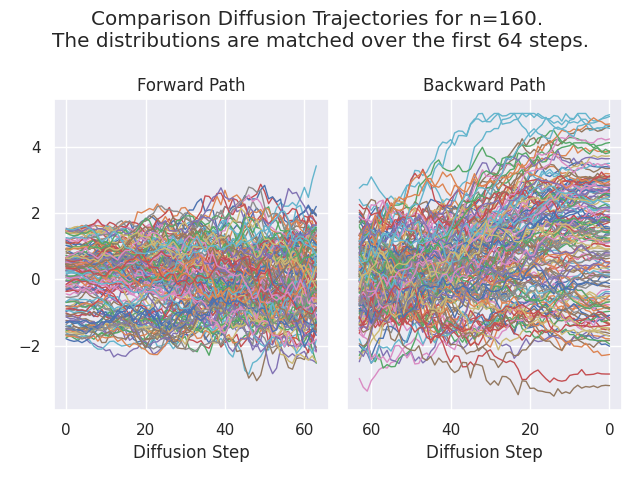 Comparison Diffusion Trajectories for n=160.
The distributions are matched over the first 64 steps.
Forward Path
Backward Path
4
2
0
−2
0
20
40
60
60
40
20
0
Diffusion Step
Diffusion Step